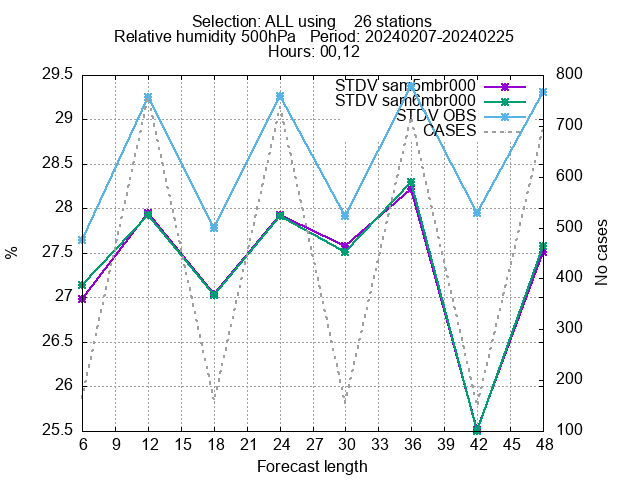 Selection: ALL using 26 stations
Relative humidity 500hPa Period: 20240207-20240225
Hours: 00,12
29.5
29
28.5
28
27.5
27
26.5
26
25.5
%
STDV sam5mbr000
STDV sam6mbr000
STDV OBS
CASES
800
700
600
500
400
300
200
100
No cases
6 9 12 15 18 21 24 27 30 33 36 39 42 45 48
Forecast length